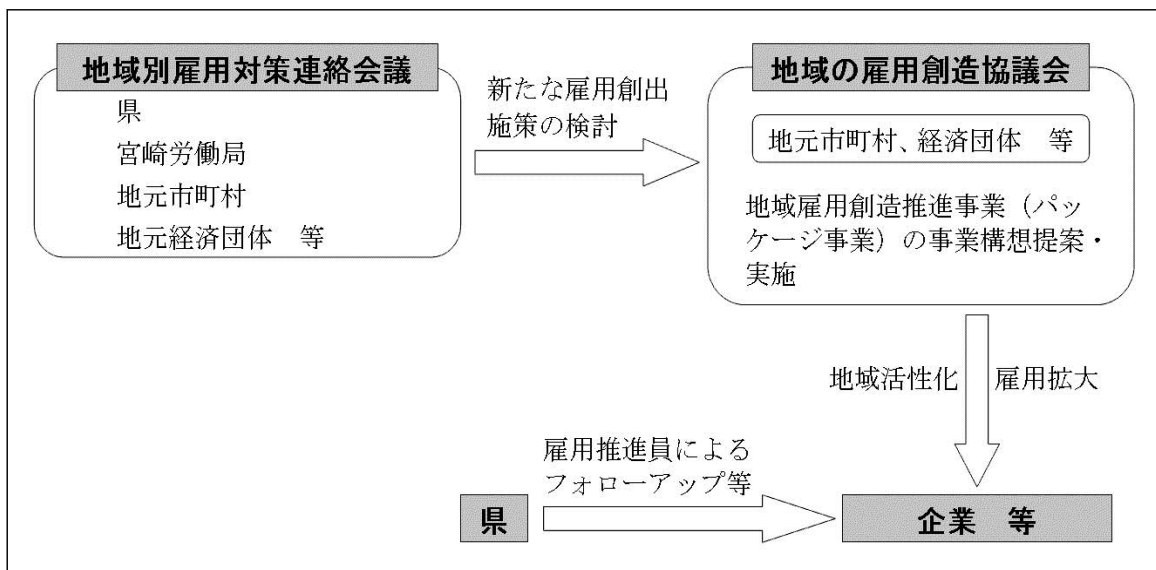 地域別雇用対策連絡会議
県
宮崎労働局
地元市町村
地元経済団体　等
新たな雇用創出
施策の検討
地域の雇用創造協議会
地元市町村、経済団体　等
地域雇用創造推進事業（パッ
ケージ事業）の事業構想提案・
実施
地域活性化
雇用拡大
雇用推進員による
フォローアップ等
県
企業　等